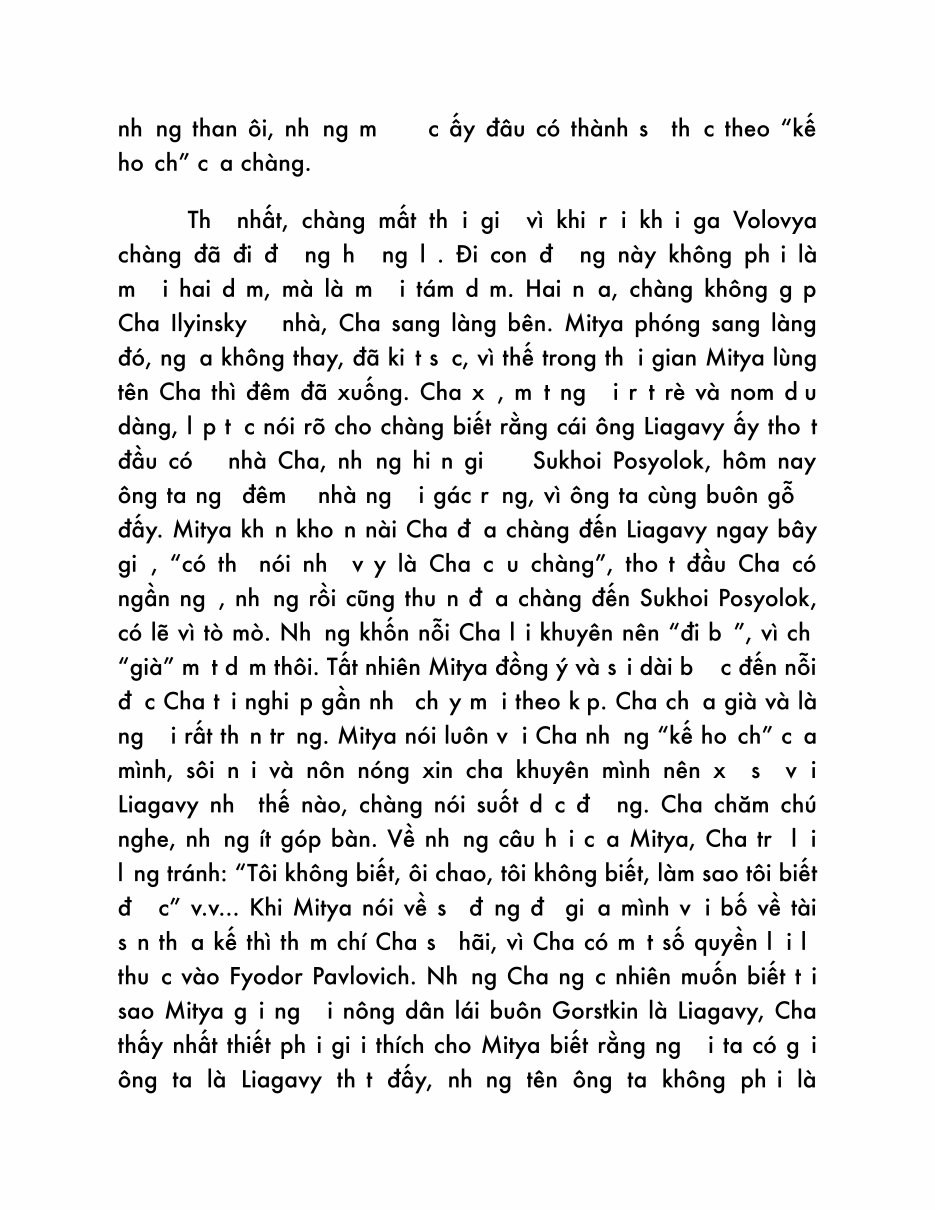 nh ng than ôi, nh ng m c ấy đâu có thành s th c theo “kế
ho ch” c a chàng.
Th nhất, chàng mất th i gi vì khi r i kh i ga Volovya
chàng đã đi đ ng h ng l . Đi con đ ng này không ph i là
m i hai d m, mà là m i tám d m. Hai n a, chàng không g p
Cha Ilyinsky nhà, Cha sang làng bên. Mitya phóng sang làng
đó, ng a không thay, đã ki t s c, vì thế trong th i gian Mitya lùng
tên Cha thì đêm đã xuống. Cha x , m t ng i r t rè và nom d u
dàng, l p t c nói rõ cho chàng biết rằng cái ông Liagavy ấy tho t
đầu có nhà Cha, nh ng hi n gi Sukhoi Posyolok, hôm nay
ông ta ng đêm nhà ng i gác r ng, vì ông ta cùng buôn gỗ
đấy. Mitya kh n kho n nài Cha đ a chàng đến Liagavy ngay bây
gi , “có th nói nh v y là Cha c u chàng”, tho t đầu Cha có
ngần ng , nh ng rồi cũng thu n đ a chàng đến Sukhoi Posyolok,
có lẽ vì tò mò. Nh ng khốn nỗi Cha l i khuyên nên “đi b ”, vì ch
“già” m t d m thôi. Tất nhiên Mitya đồng ý và s i dài b c đến nỗi
đ c Cha t i nghi p gần nh ch y m i theo k p. Cha ch a già và là
ng i rất th n tr ng. Mitya nói luôn v i Cha nh ng “kế ho ch” c a
mình, sôi n i và nôn nóng xin cha khuyên mình nên x s v i
Liagavy nh thế nào, chàng nói suốt d c đ ng. Cha chăm chú
nghe, nh ng ít góp bàn. Về nh ng câu h i c a Mitya, Cha tr l i
l ng tránh: “Tôi không biết, ôi chao, tôi không biết, làm sao tôi biết
đ c” v.v... Khi Mitya nói về s đ ng đ gi a mình v i bố về tài
s n th a kế thì th m chí Cha s hãi, vì Cha có m t số quyền l i l
thu c vào Fyodor Pavlovich. Nh ng Cha ng c nhiên muốn biết t i
sao Mitya g i ng i nông dân lái buôn Gorstkin là Liagavy, Cha
thấy nhất thiết ph i gi i thích cho Mitya biết rằng ng i ta có g i
ông ta là Liagavy th t đấy, nh ng tên ông ta không ph i là